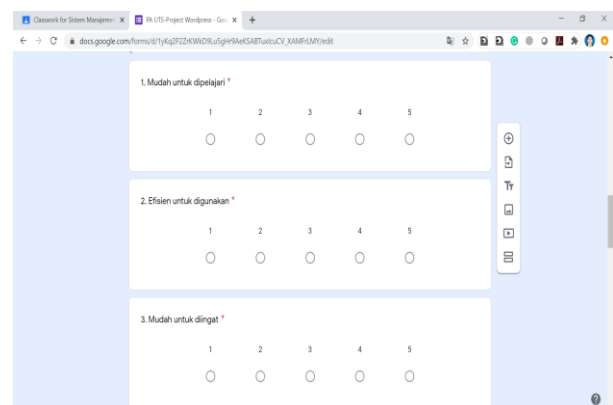 Classwork for Sistem Manajemen
PA UTS-Project Wordpress - Goo
docs.google.com/forms/d/
/edit
1. Mudah untuk dipelajari *
1 2 3 4 5
2. Efisien untuk digunakan *
1 2 3 4 5
3. Mudah untuk diingat *
1 2 3 4 5